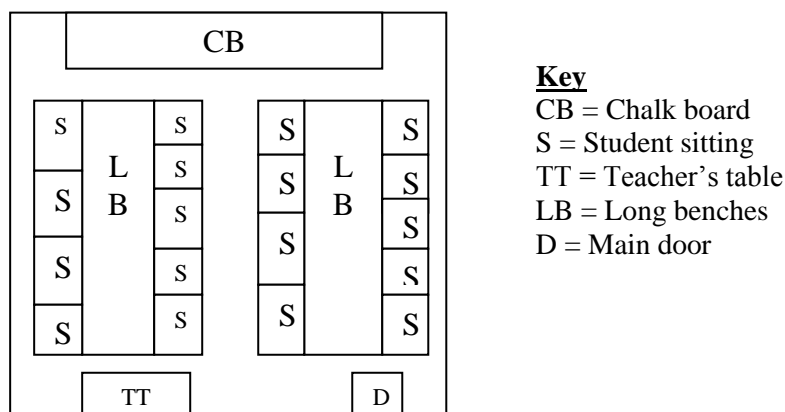 CB
S
S
S
S
L
B
S
S
S
S
S
S
S
S
S
L
B
S
S
S
S
S
TT
D
Key
CB = Chalk board
S = Student sitting
TT = Teacher's table
LB = Long benches
D = Main door